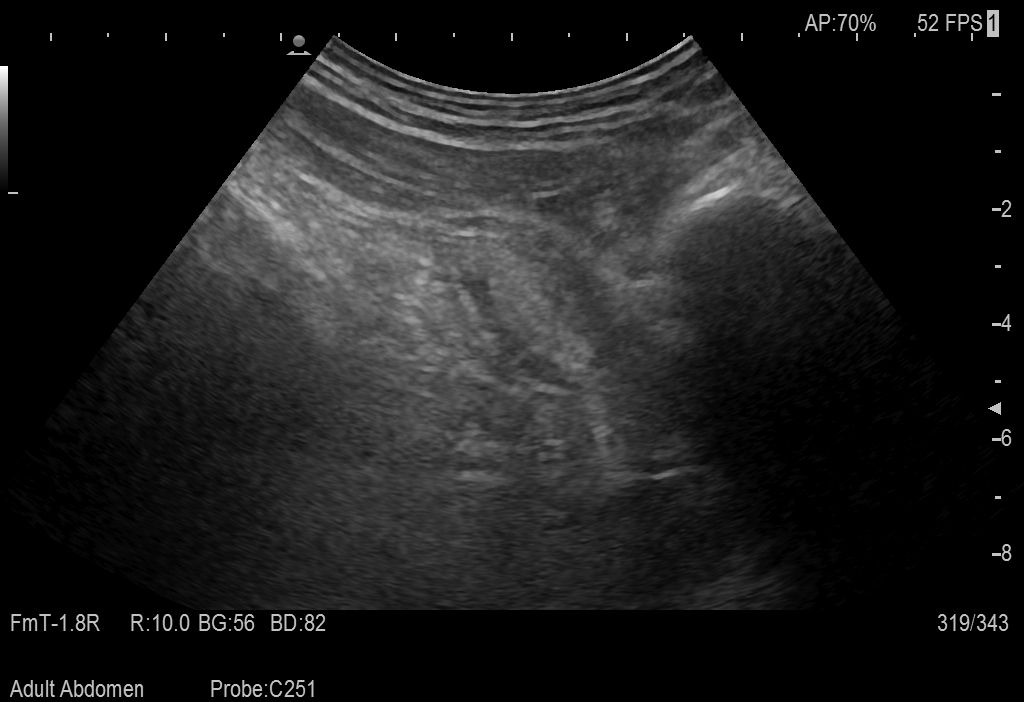 AP:70% 52 FPS 1
-2
-4
-6
-8
FmT-1.8R R:10.0 BG:56 BD:82 319/343
Adult Abdomen Probe:C251